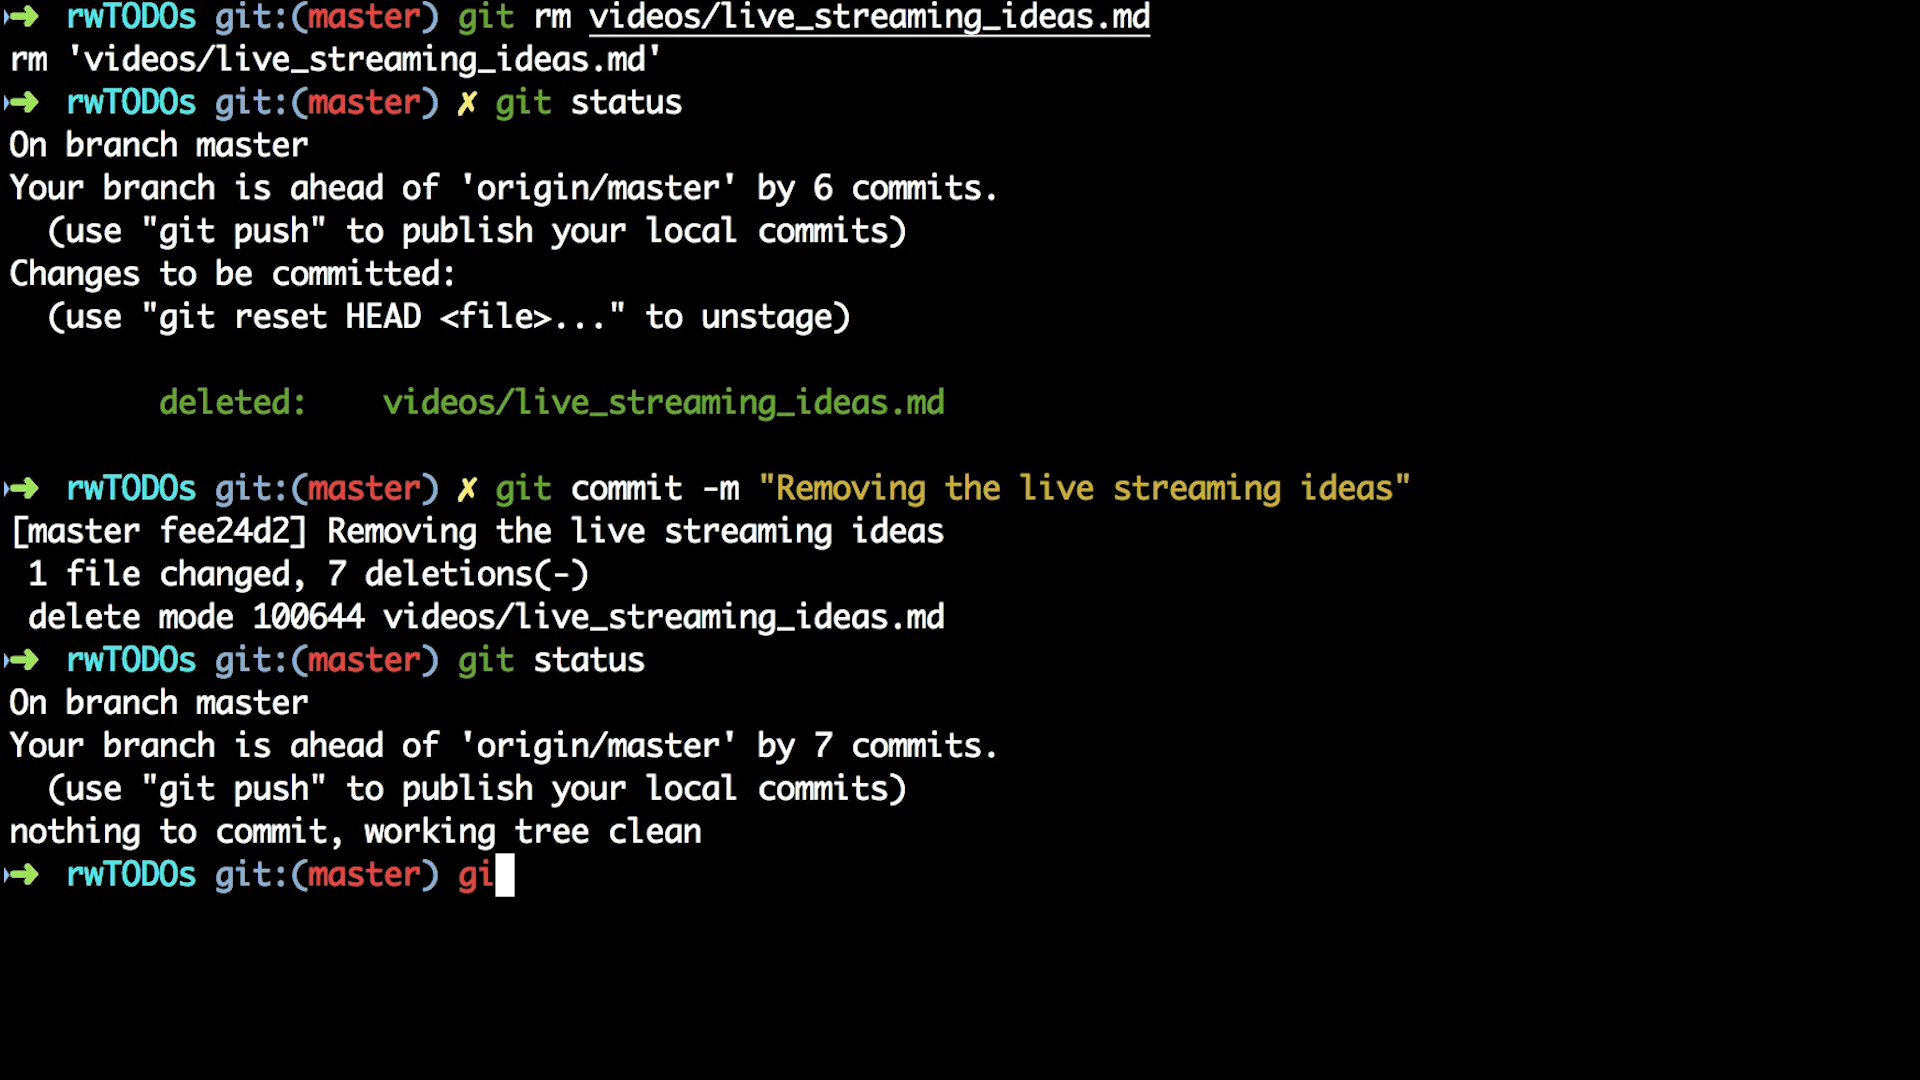 ➜ rwTODOs git:(master) git rm videos/live_streaming_ideas.md
rm 'videos/live_streaming_ideas.md'
➜ rwTODOs git:(master) ✗ git status
On branch master
Your branch is ahead of 'origin/master' by 6 commits.
  (use "git push" to publish your local commits)
Changes to be committed:
  (use "git reset HEAD <file>..." to unstage)
deleted:    videos/live_streaming_ideas.md
➜ rwTODOs git:(master) ✗ git commit -m "Removing the live streaming ideas"
[master fee24d2] Removing the live streaming ideas
 1 file changed, 7 deletions(-)
 delete mode 100644 videos/live_streaming_ideas.md
➜ rwTODOs git:(master) git status
On branch master
Your branch is ahead of 'origin/master' by 7 commits.
  (use "git push" to publish your local commits)
nothing to commit, working tree clean
➜ rwTODOs git:(master) gi